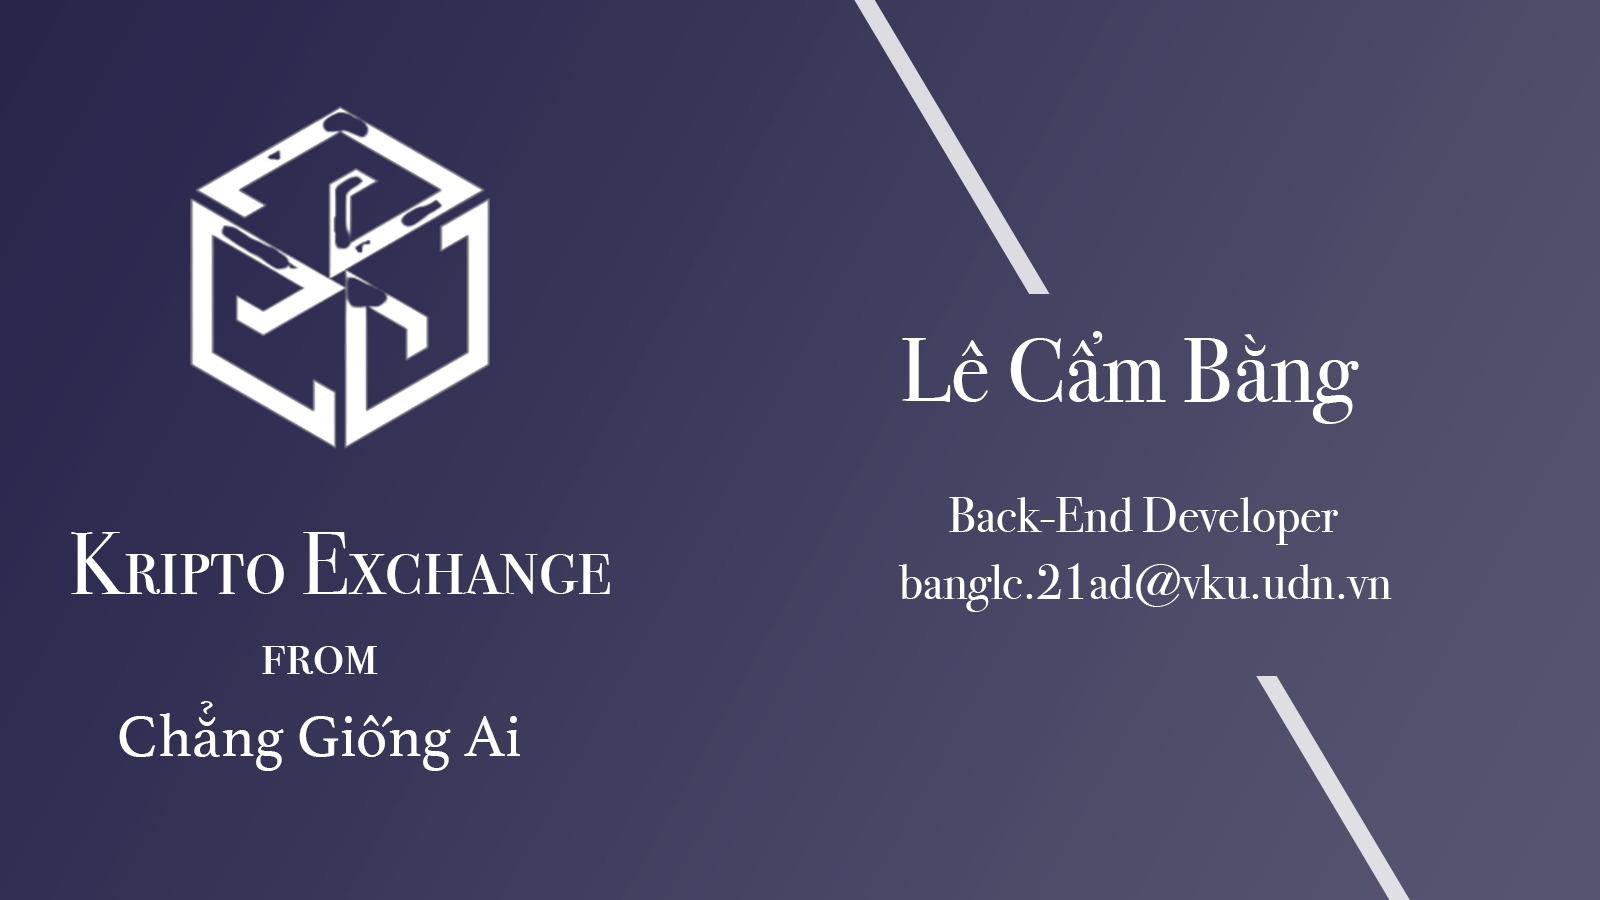 KRIPTO EXCHANGE
FROM
Chẳng Giống Ai
Lê Cẩm Bằng
Back-End Developer
banglc.21ad@vku.udn.vn